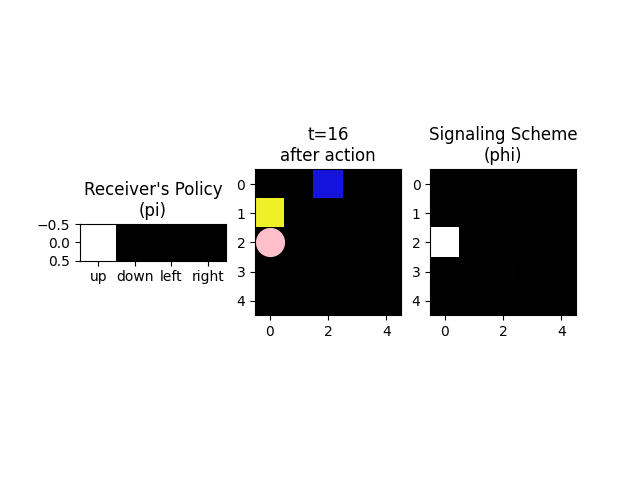 Receiver's Policy
(pi)
−0.5
0.0
0.5
up down left right
t=16
after action
0
1
2
3
4
0 2 4
Signaling Scheme
(phi)
0
1
2
3
4
0 2 4